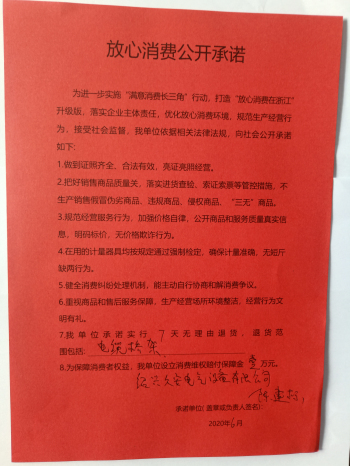 放心消费公开承诺
为进一步实施“满意消费长三角”行动，打造“放心消费在浙江”
升级版，落实企业主体责任，优化放心消费环境，规范生产经营行
为，接受社会监督，我单位依据相关法律法规，向社会公开承诺
如下：
1.做到证照齐全、合法有效，亮证亮照经营。
2.把好销售商品质量关，落实进货查验、索证索票等管控措施，不
生产销售假冒伪劣商品、违规商品、侵权商品、“三无”商品。
3.规范经营服务行为，加强价格自律，公开商品和服务质量真实信
息，明码标价，无价格欺诈行为。
4.在用的计量器具均按规定通过强制检定，确保计量准确，无短斤
缺两行为。
5.健全消费纠纷处理机制，能主动自行协商和解消费争议。
6.重视商品和售后服务保障，生产经营场所环境整洁，经营行为文
明有礼。
7.我单位承诺实行 7 天无理由退货，退货范
围包括：电缆桥架
8.为保障消费者权益，我单位设立消费维权赔付保障金 壹 万元。
绍兴久安电气设备有限公司
陈
承诺单位(盖章或负责人签名)：
2020年6月